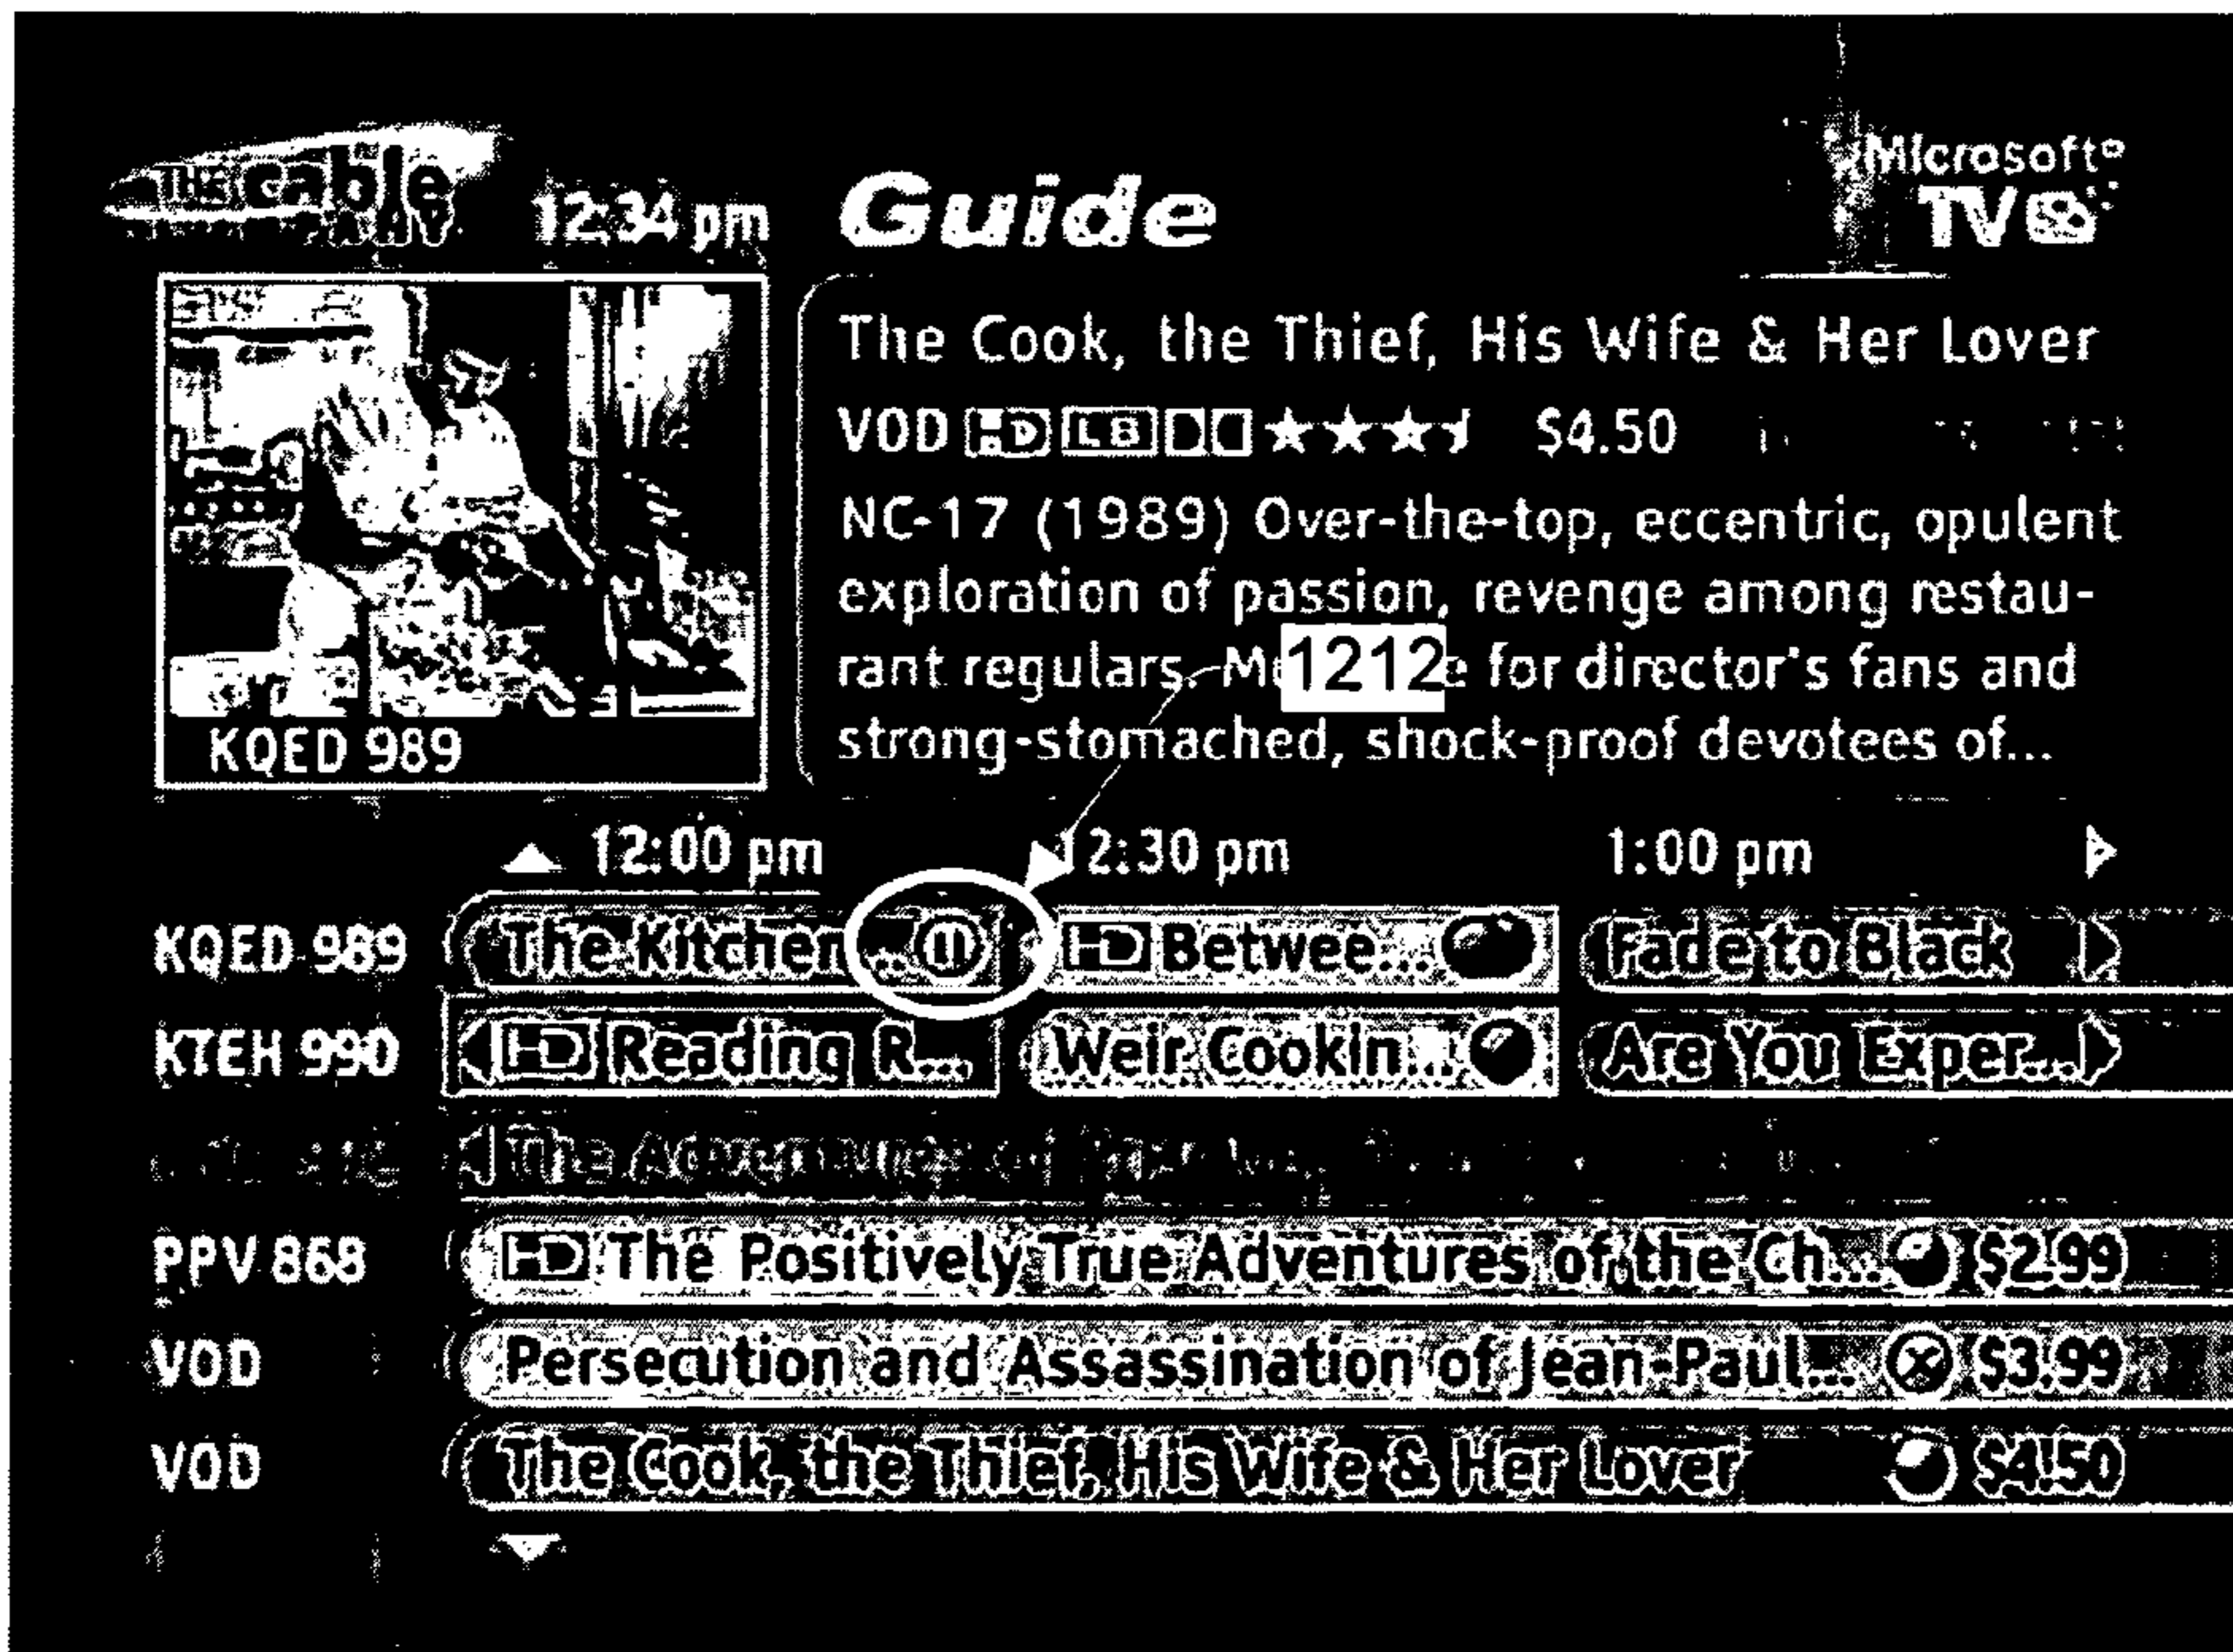 THE cable
12:34 pm
Guide
Microsoft®
TV
The Cook, the Thief, His Wife & Her Lover
VOD HD LB $4.50
NC-17 (1989) Over-the-top, eccentric, opulent
exploration of passion, revenge among restau-
rant regulars. 1212 for director's fans and
strong-stomached, shock-proof devotees of...
KQED 989
12:00 pm 12:30 pm 1:00 pm
KQED 989 The Kitchen... HD Betwee... Fade to Black
KTEH 990 HD Reading R... Weir Cookin... Are You Exper...
The Adventures of
PPV 868 HD The Positively True Adventures of the Ch... $2.99
VOD Persecution and Assassination of Jean-Paul... $3.99
VOD The Cook, the Thief, His Wife & Her Lover $4.50